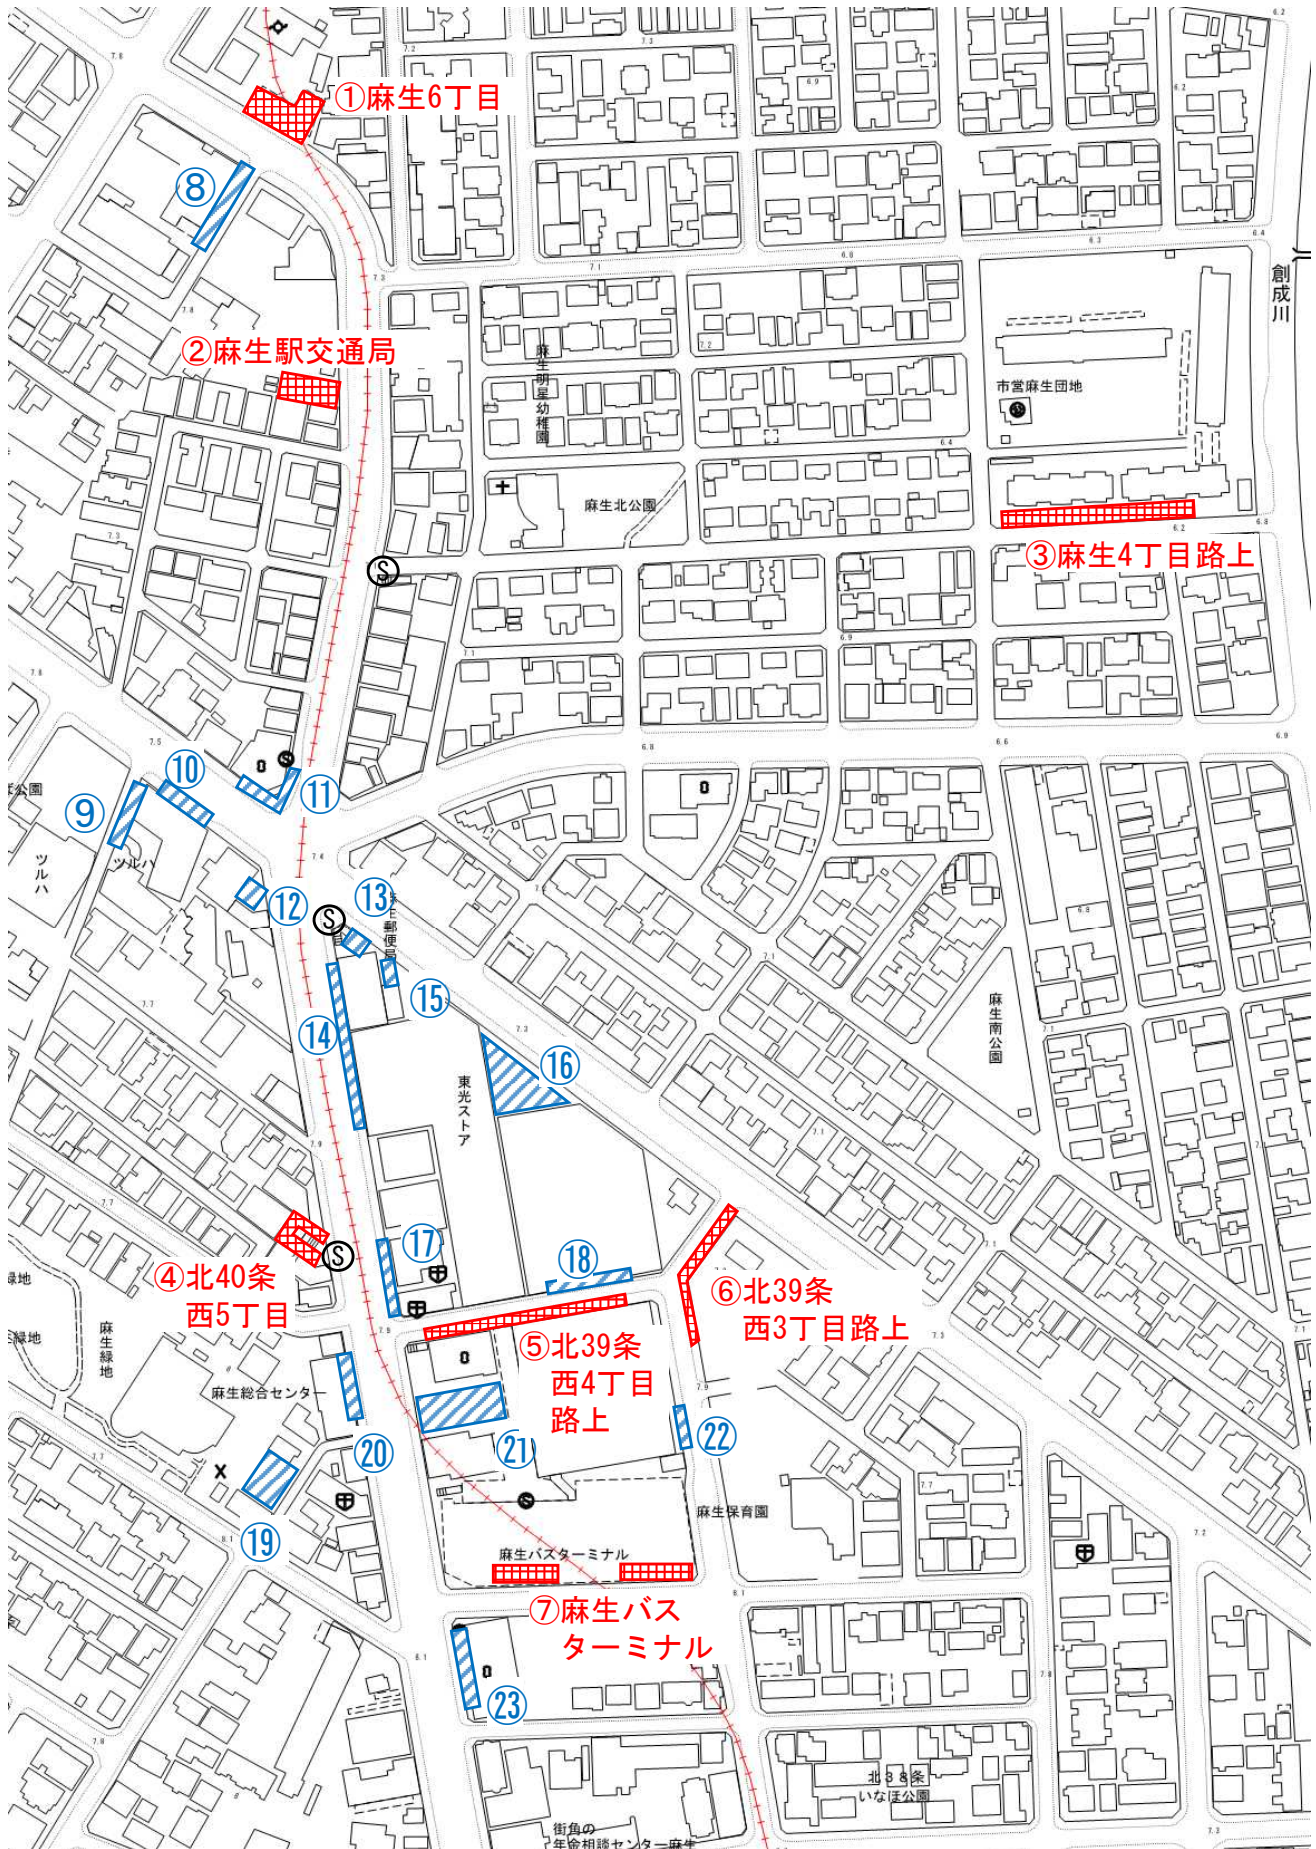 ①麻生6丁目
⑧
創成川
②麻生駅交通局
麻生明星幼稚園
市営麻生団地
麻生北公園
③麻生4丁目路上
Ⓢ
⑩
⑪
⑨
公園
ツルハ
ツルハ
⑫
⑬
Ⓢ
郵便局
⑮
⑭
麻生南公園
⑯
東光ストア
⑰
⑱
Ⓢ
④北40条
西5丁目
⑥北39条
西3丁目路上
緑地
緑地
麻生緑地
⑤北39条
西4丁目
路上
麻生総合センター
⑳
㉑
㉒
麻生保育園
⑲
麻生バスターミナル
⑦麻生バス
ターミナル
㉓
北38条
いなほ公園
街角の
年金相談センター麻生